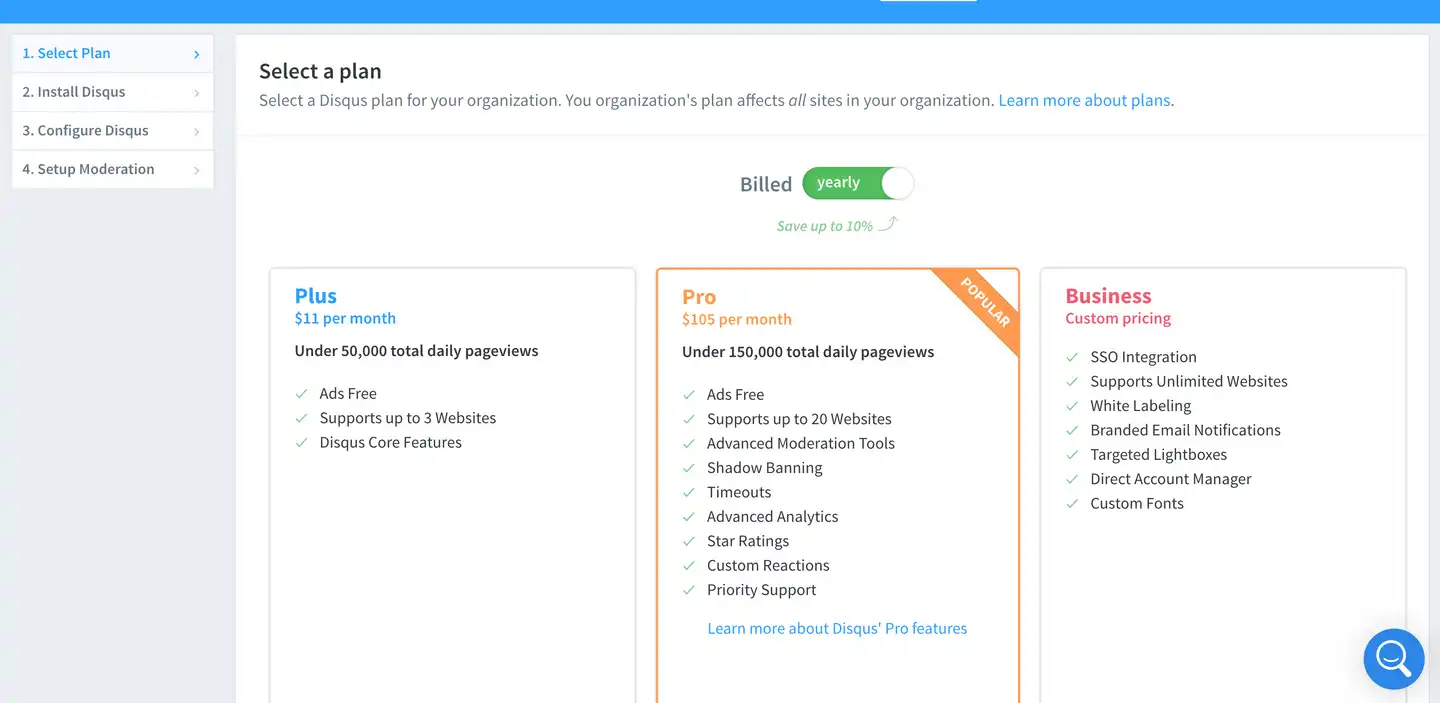 1. Select Plan
2. Install Disqus
3. Configure Disqus
4. Setup Moderation
Select a plan
Select a Disqus plan for your organization. You organization's plan affects all sites in your organization. Learn more about plans.
Billed yearly
Save up to 10%
Plus
$11 per month
Under 50,000 total daily pageviews
Ads Free
Supports up to 3 Websites
Disqus Core Features
POPULAR
Pro
$105 per month
Under 150,000 total daily pageviews
Ads Free
Supports up to 20 Websites
Advanced Moderation Tools
Shadow Banning
Timeouts
Advanced Analytics
Star Ratings
Custom Reactions
Priority Support
Learn more about Disqus' Pro features
Business
Custom pricing
SSO Integration
Supports Unlimited Websites
White Labeling
Branded Email Notifications
Targeted Lightboxes
Direct Account Manager
Custom Fonts